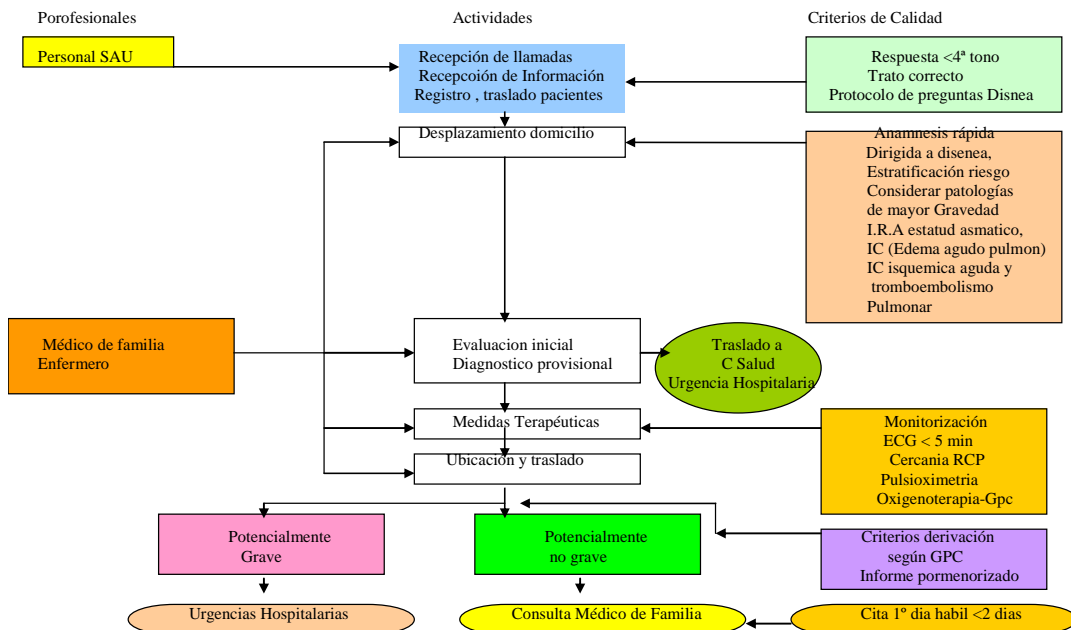 Porofesionales
Actividades
Criterios de Calidad
Personal SAU
Recepción de llamadas
Recepcoión de Información
Registro , traslado pacientes
Respuesta <4ª tono
Trato correcto
Protocolo de preguntas Disnea
Desplazamiento domicilio
Anamnesis rápida
Dirigida a disenea,
Estratificación riesgo
Considerar patologías
de mayor Gravedad
I.R.A estatud asmatico,
IC (Edema agudo pulmon)
IC isquemica aguda y
tromboembolismo
Pulmonar
Médico de familia
Enfermero
Evaluacion inicial
Diagnostico provisional
Traslado a
C Salud
Urgencia Hospitalaria
Medidas Terapéuticas
Monitorización
ECG < 5 min
Cercania RCP
Pulsioximetria
Oxigenoterapia-Gpc
Ubicación y traslado
Potencialmente
Grave
Potencialmente
no grave
Criterios derivación
según GPC
Informe pormenorizado
Urgencias Hospitalarias
Consulta Médico de Familia
Cita 1º dia habil <2 dias